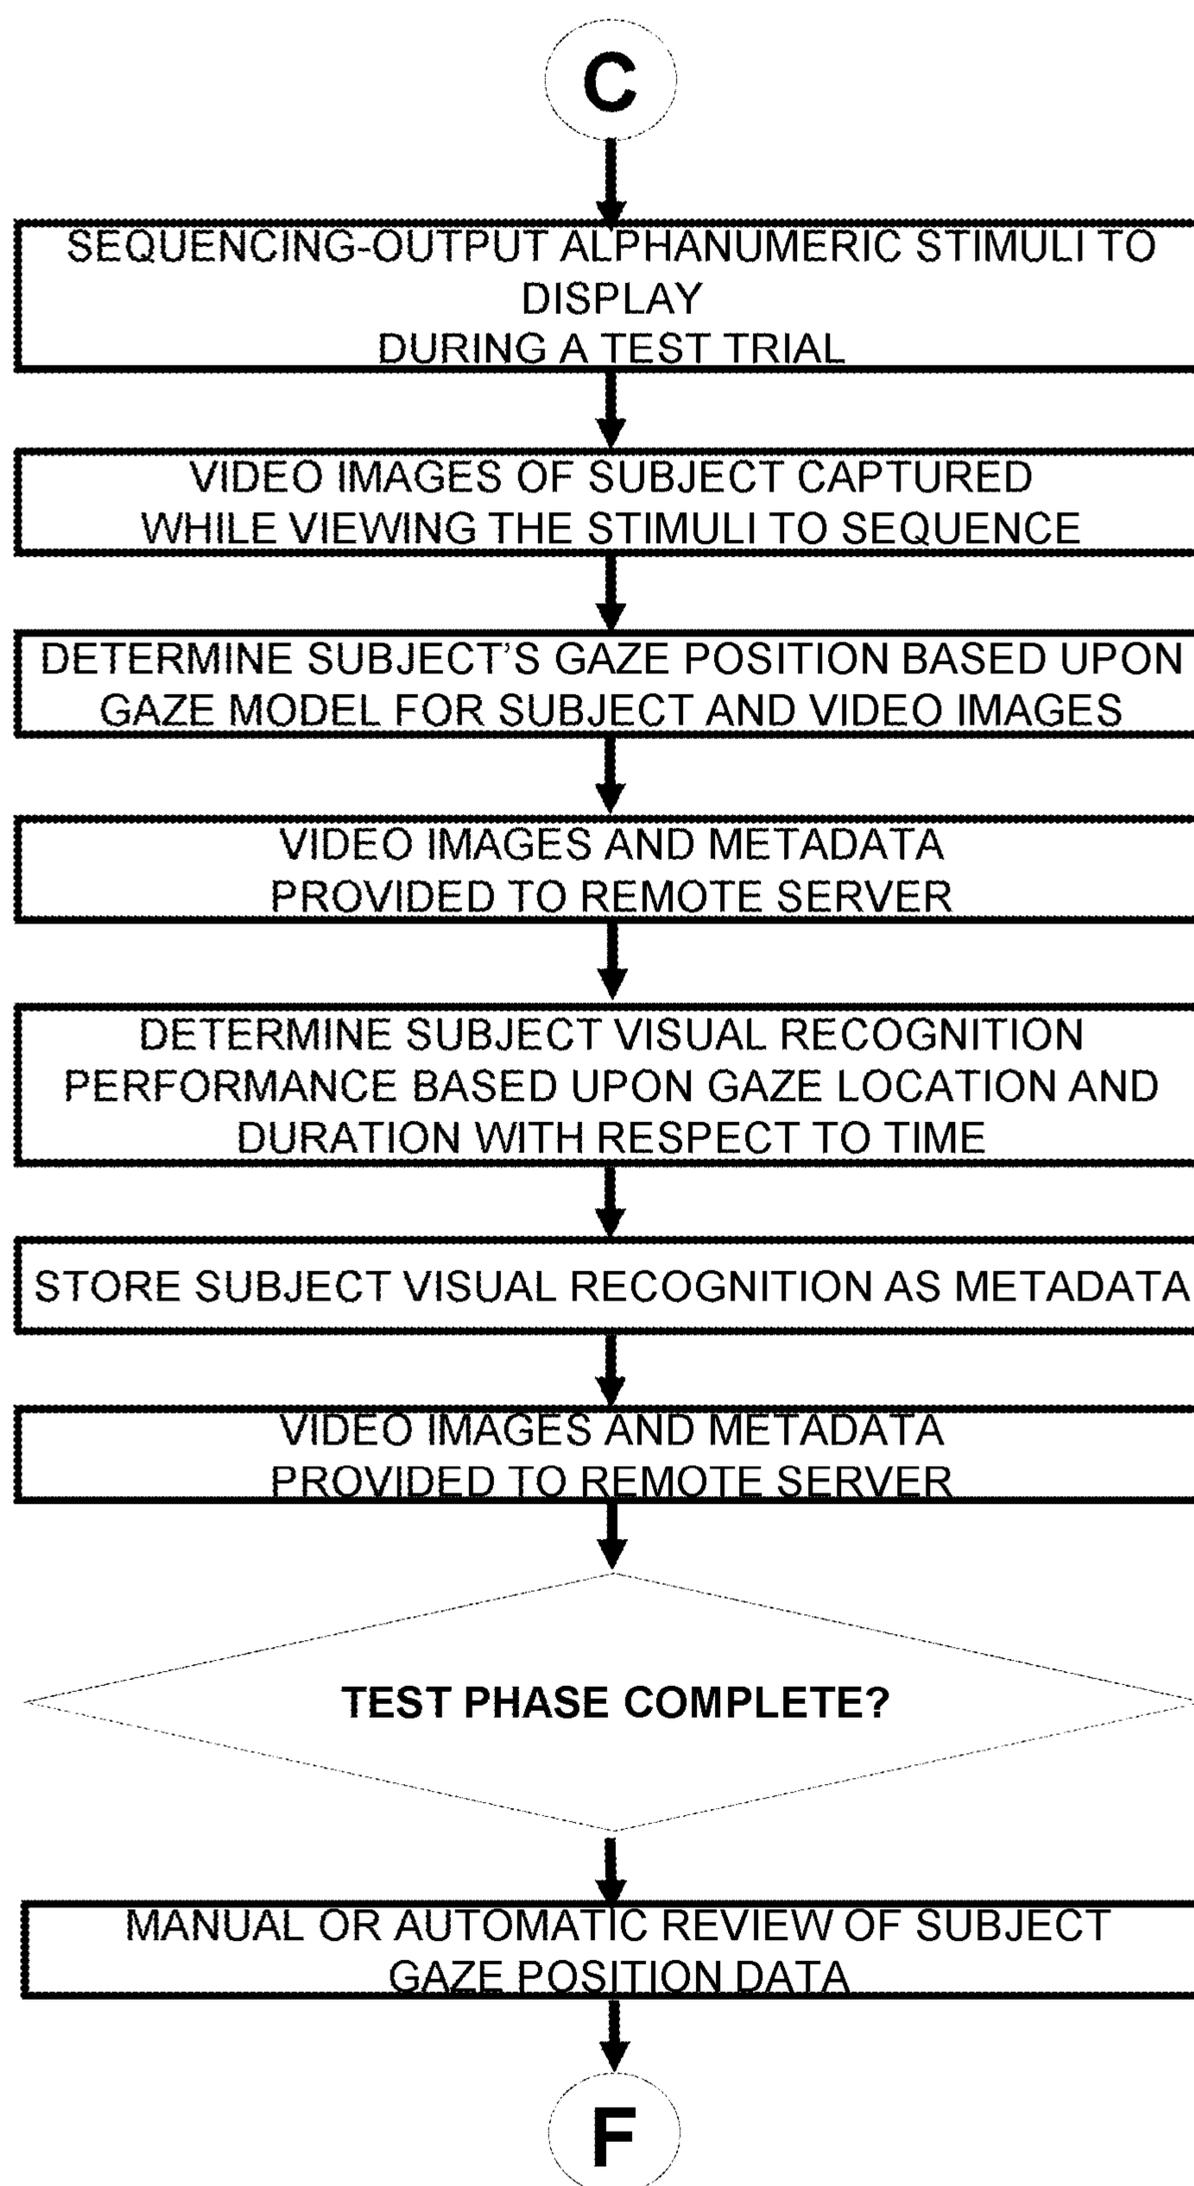 C
SEQUENCING-OUTPUT ALPHANUMERIC STIMULI TO
DISPLAY
DURING A TEST TRIAL
VIDEO IMAGES OF SUBJECT CAPTURED
WHILE VIEWING THE STIMULI TO SEQUENCE
DETERMINE SUBJECT'S GAZE POSITION BASED UPON
GAZE MODEL FOR SUBJECT AND VIDEO IMAGES
VIDEO IMAGES AND METADATA
PROVIDED TO REMOTE SERVER
DETERMINE SUBJECT VISUAL RECOGNITION
PERFORMANCE BASED UPON GAZE LOCATION AND
DURATION WITH RESPECT TO TIME
STORE SUBJECT VISUAL RECOGNITION AS METADATA
VIDEO IMAGES AND METADATA
PROVIDED TO REMOTE SERVER
TEST PHASE COMPLETE?
MANUAL OR AUTOMATIC REVIEW OF SUBJECT
GAZE POSITION DATA
F